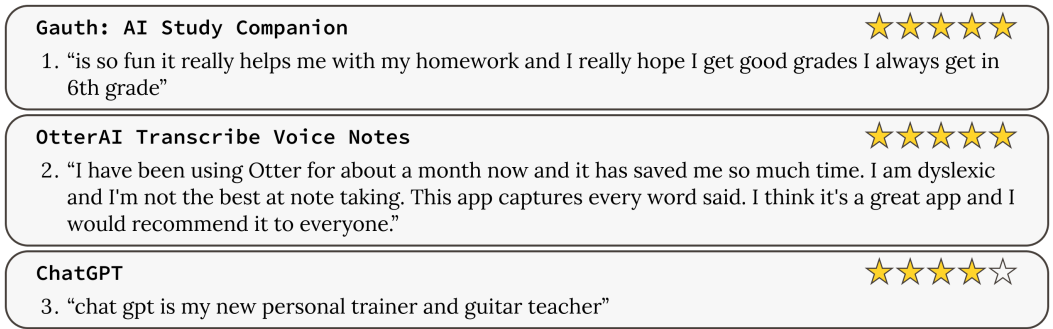 Gauth: AI Study Companion
1. “is so fun it really helps me with my homework and I really hope I get good grades I always get in
6th grade”
OtterAI Transcribe Voice Notes
2. “I have been using Otter for about a month now and it has saved me so much time. I am dyslexic
and I'm not the best at note taking. This app captures every word said. I think it's a great app and I
would recommend it to everyone.”
ChatGPT
3. “chat gpt is my new personal trainer and guitar teacher”